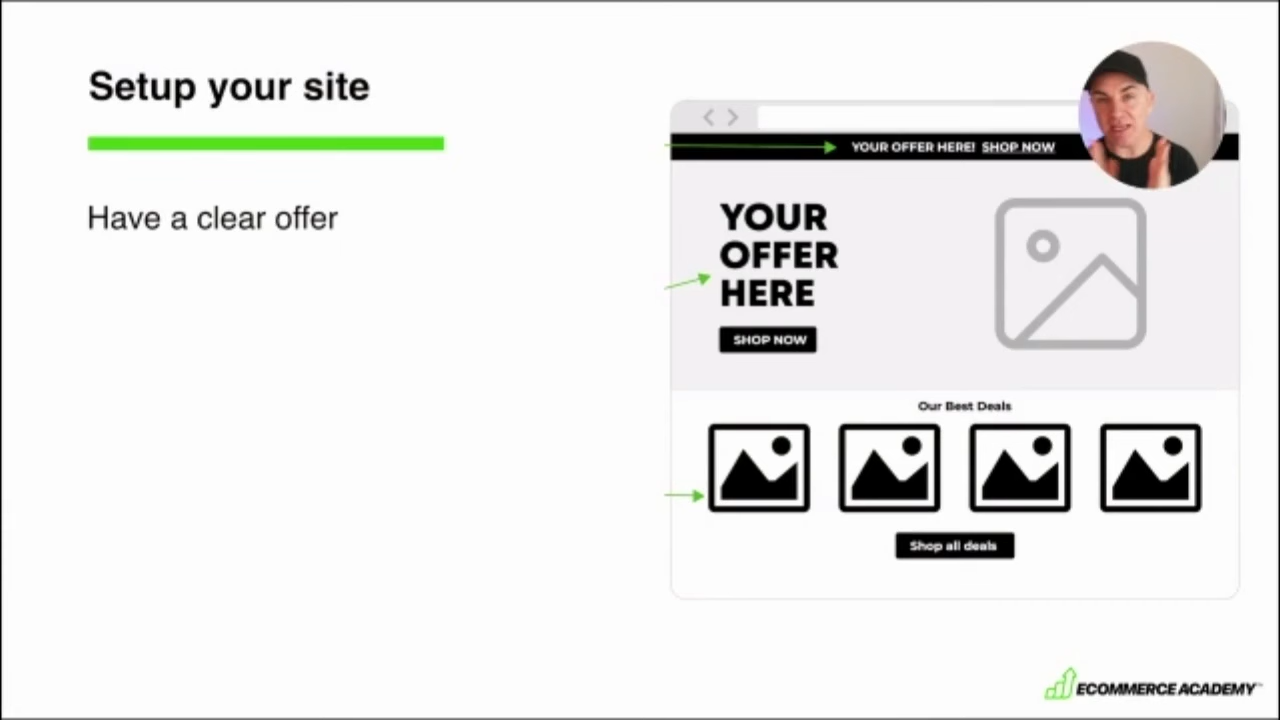 Setup your site
Have a clear offer
YOUR OFFER HERE! SHOP NOW
YOUR
OFFER
HERE
SHOP NOW
Our Best Deals
Shop all deals
ECOMMERCE ACADEMY™